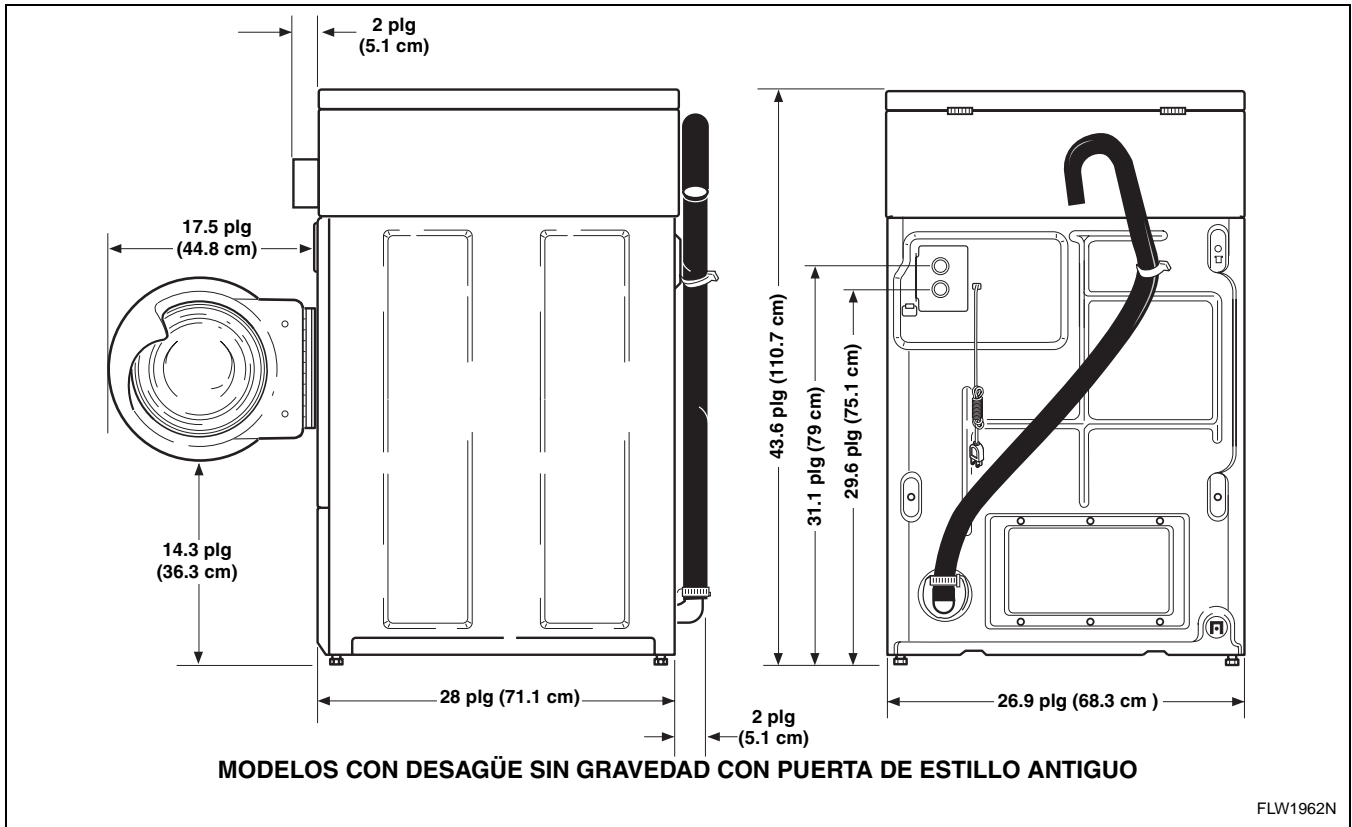 2 plg
(5.1 cm)
17.5 plg
(44.8 cm)
14.3 plg
(36.3 cm)
28 plg (71.1 cm)
2 plg
(5.1 cm)
43.6 plg (110.7 cm)
31.1 plg (79 cm)
29.6 plg (75.1 cm)
26.9 plg (68.3 cm )
MODELOS CON DESAGÜE SIN GRAVEDAD CON PUERTA DE ESTILLO ANTIGUO
FLW1962N